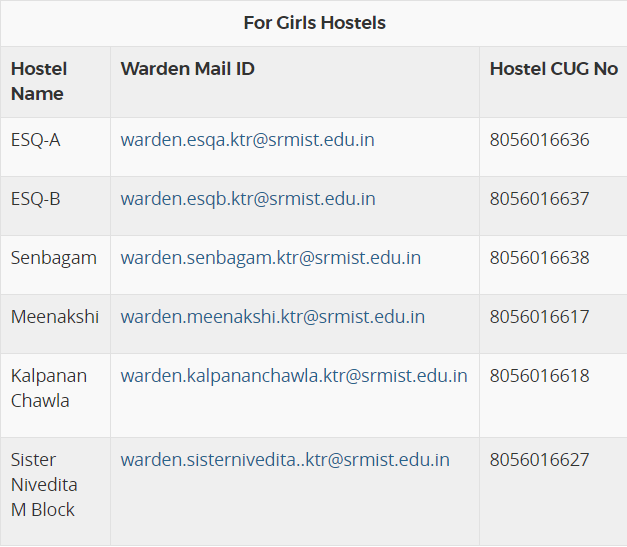 For Girls Hostels
Hostel Name Warden Mail ID Hostel CUG No
ESQ-A warden.esqa.ktr@srmist.edu.in 8056016636
ESQ-B warden.esqb.ktr@srmist.edu.in 8056016637
Senbagam warden.senbagam.ktr@srmist.edu.in 8056016638
Meenakshi warden.meenakshi.ktr@srmist.edu.in 8056016617
Kalpanan Chawla warden.kalpananchawla.ktr@srmist.edu.in 8056016618
Sister Nivedita M Block warden.sisternivedita..ktr@srmist.edu.in 8056016627